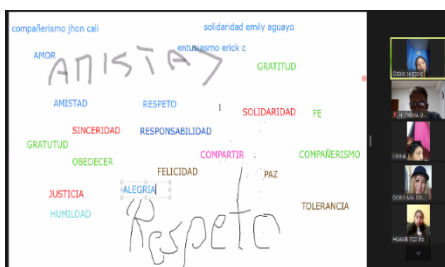 compañerismo jhon cali
solidaridad emily aguayo
entusiasmo erick c
AMOR
AMISTAD
GRATITUD
AMISTAD
RESPETO
SOLIDARIDAD
FE
SINCERIDAD
RESPONSABILIDAD
GRATUTUD
OBEDECER
COMPARTIR
COMPAÑERISMO
FELICIDAD
PAZ
JUSTICIA
ALEGRIA
HUMILDAD
TOLERANCIA
Respeto